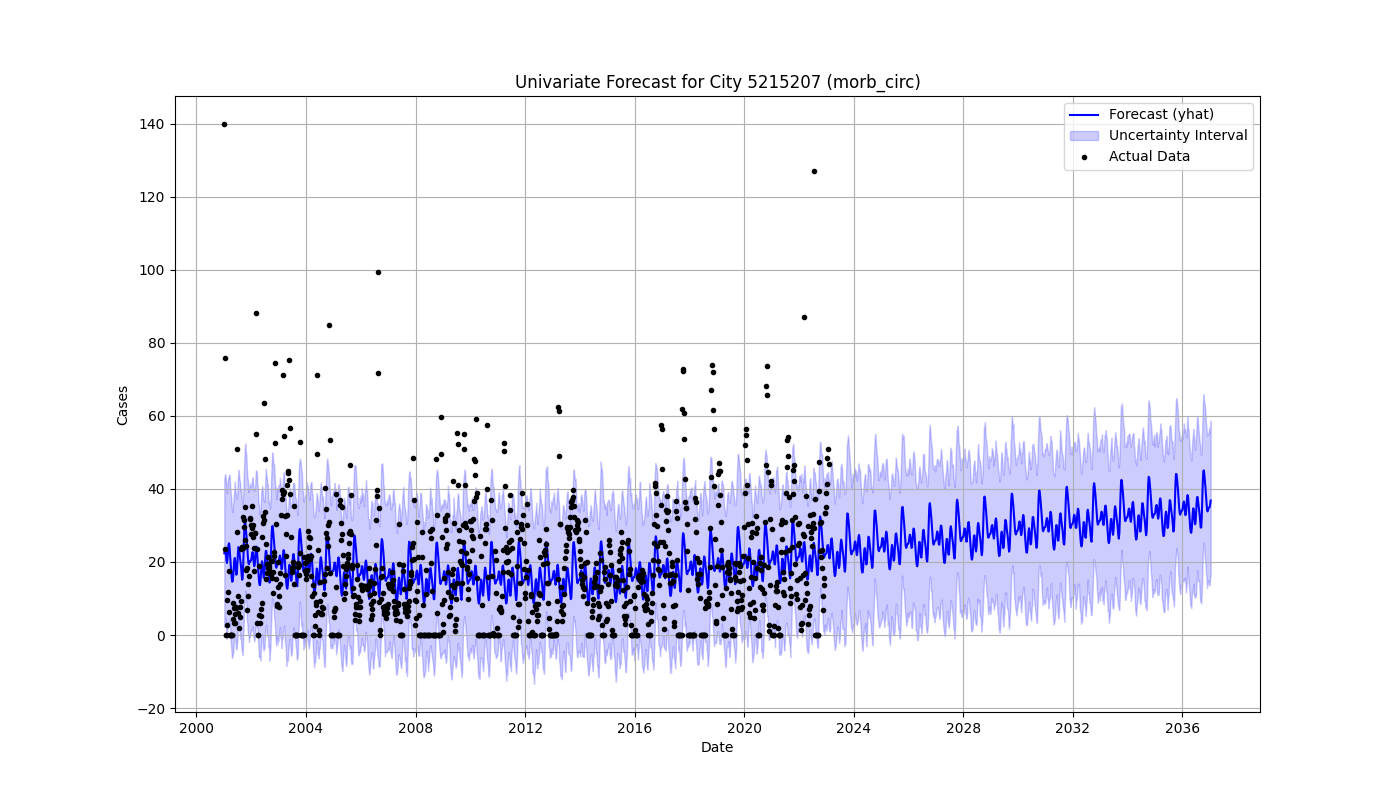 Univariate Forecast for City 5215207 (morb_circ)
Forecast (yhat)
Uncertainty Interval
Actual Data
Cases
140
120
100
80
60
40
20
0
−20
2000 2004 2008 2012 2016 2020 2024 2028 2032 2036
Date